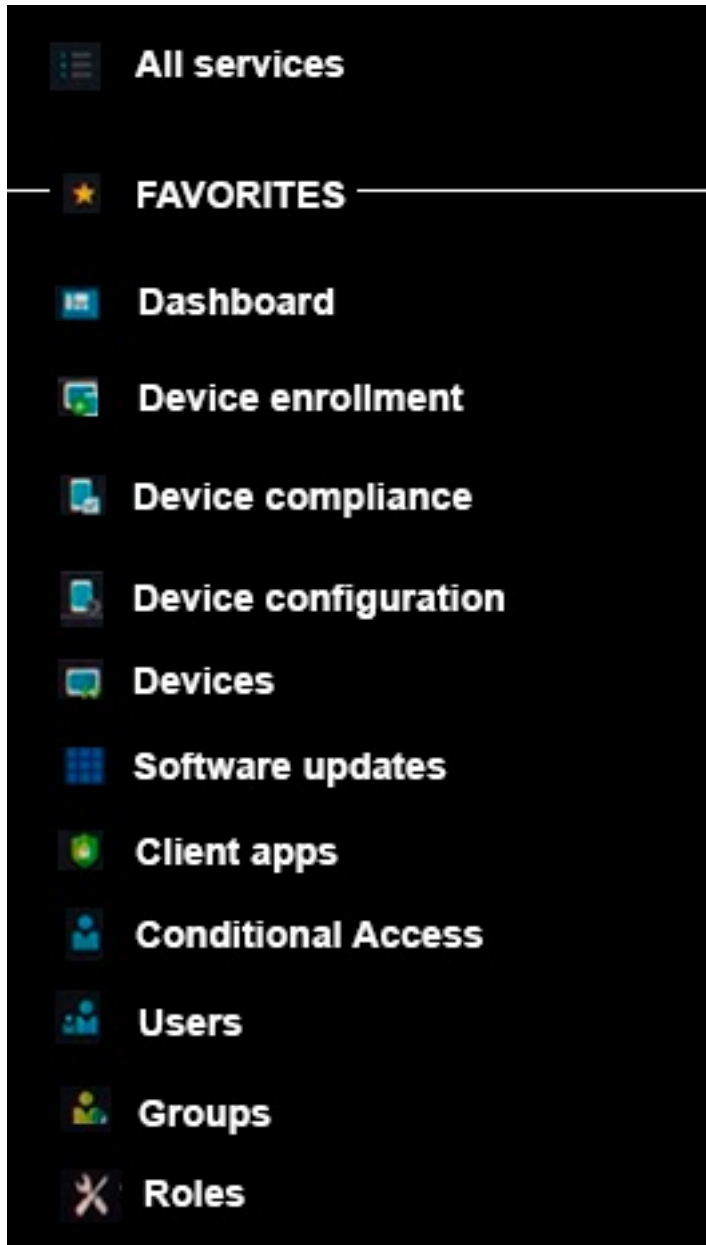 All services
FAVORITES
Dashboard
Device enrollment
Device compliance
Device configuration
Devices
Software updates
Client apps
Conditional Access
Users
Groups
Roles